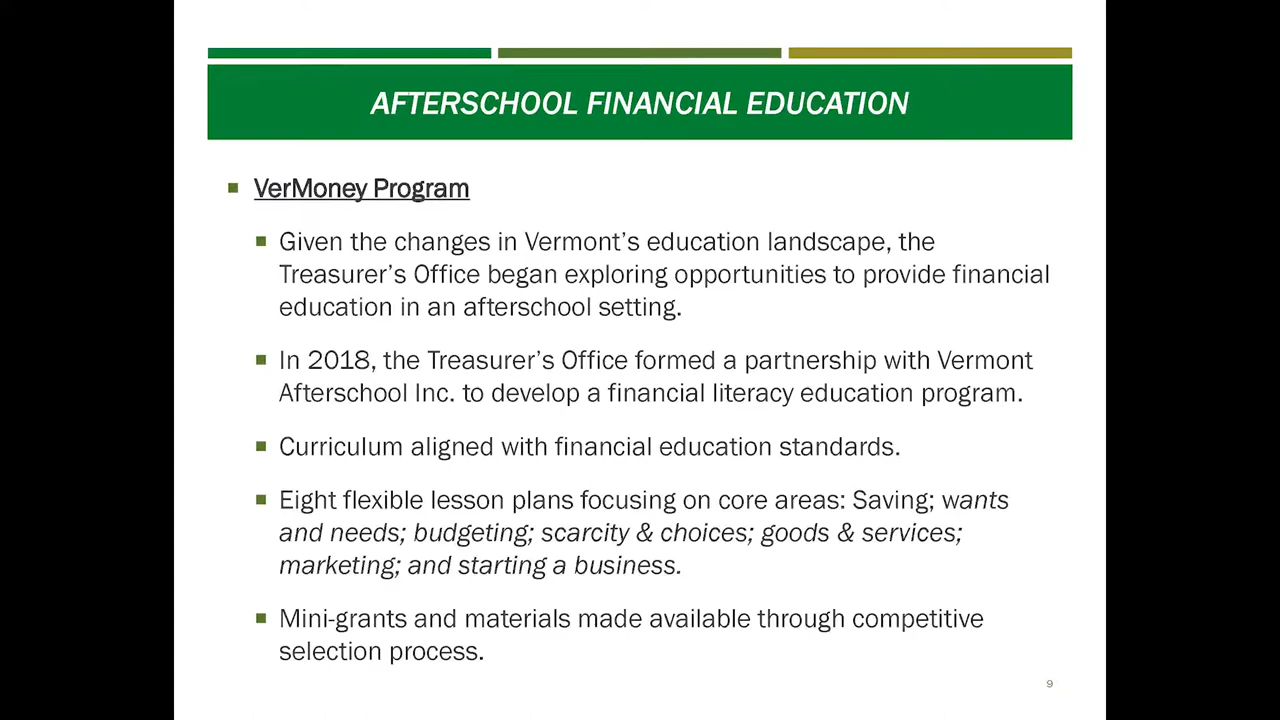 AFTERSCHOOL FINANCIAL EDUCATION
VerMoney Program
Given the changes in Vermont's education landscape, the
Treasurer's Office began exploring opportunities to provide financial
education in an afterschool setting.
In 2018, the Treasurer's Office formed a partnership with Vermont
Afterschool Inc. to develop a financial literacy education program.
Curriculum aligned with financial education standards.
Eight flexible lesson plans focusing on core areas: Saving; wants
and needs; budgeting; scarcity & choices; goods & services;
marketing; and starting a business.
Mini-grants and materials made available through competitive
selection process.
9